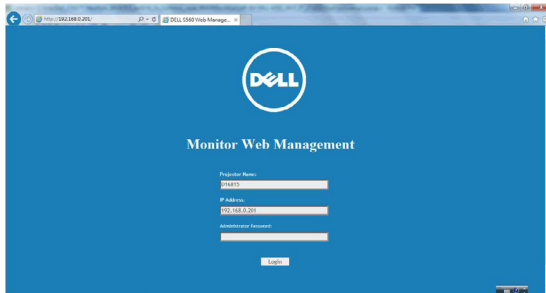 http://192.168.0.201/
DELL S560 Web Manage...
DELL
Monitor Web Management
Projector Name:
D16815
IP Address:
192.168.0.201
Administrator Password:
Login